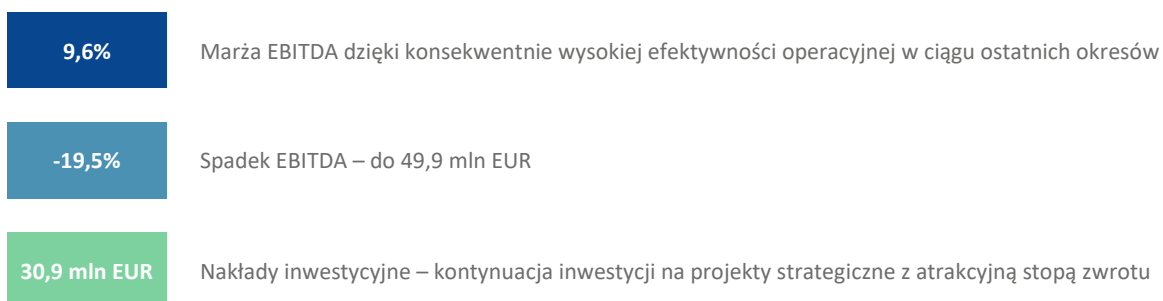 9,6% Marża EBITDA dzięki konsekwentnie wysokiej efektywności operacyjnej w ciągu ostatnich okresów
-19,5% Spadek EBITDA – do 49,9 mln EUR
30,9 mln EUR Nakłady inwestycyjne – kontynuacja inwestycji na projekty strategiczne z atrakcyjną stopą zwrotu